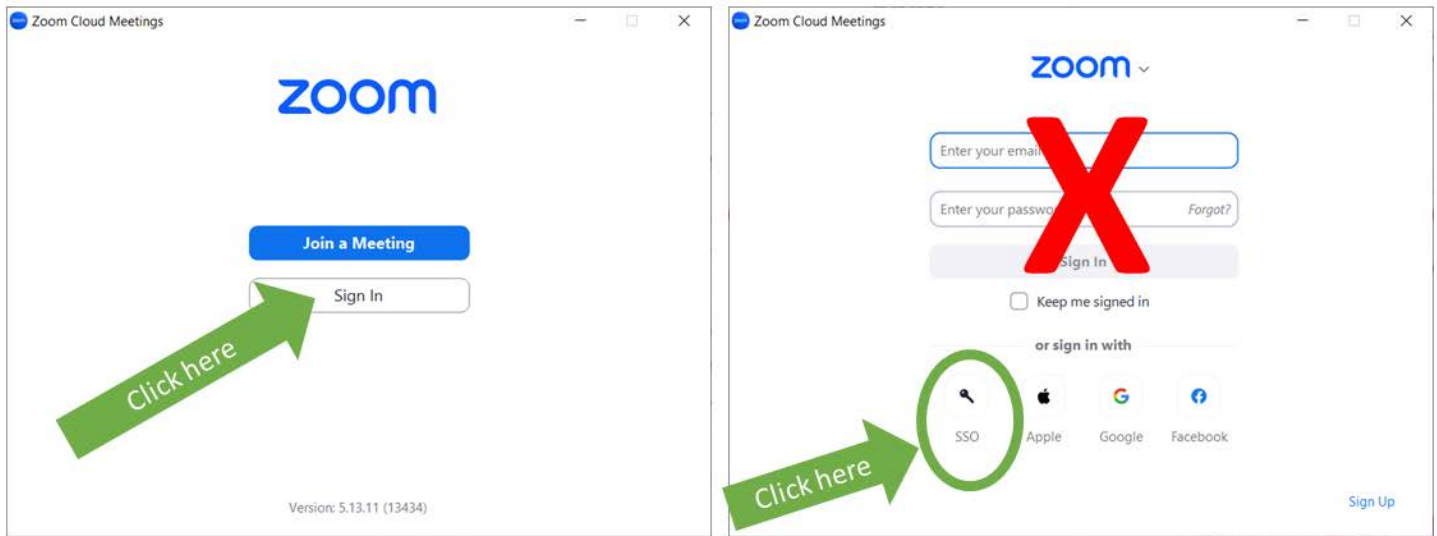 Zoom Cloud Meetings
zoom
Join a Meeting
Sign In
Click here
Version: 5.13.11 (13434)
Zoom Cloud Meetings
zoom
Enter your email
X
Enter your passwo
Forgot?
Sign In
Keep me signed in
or sign in with
SSO Apple Google Facebook
Click here
Sign Up